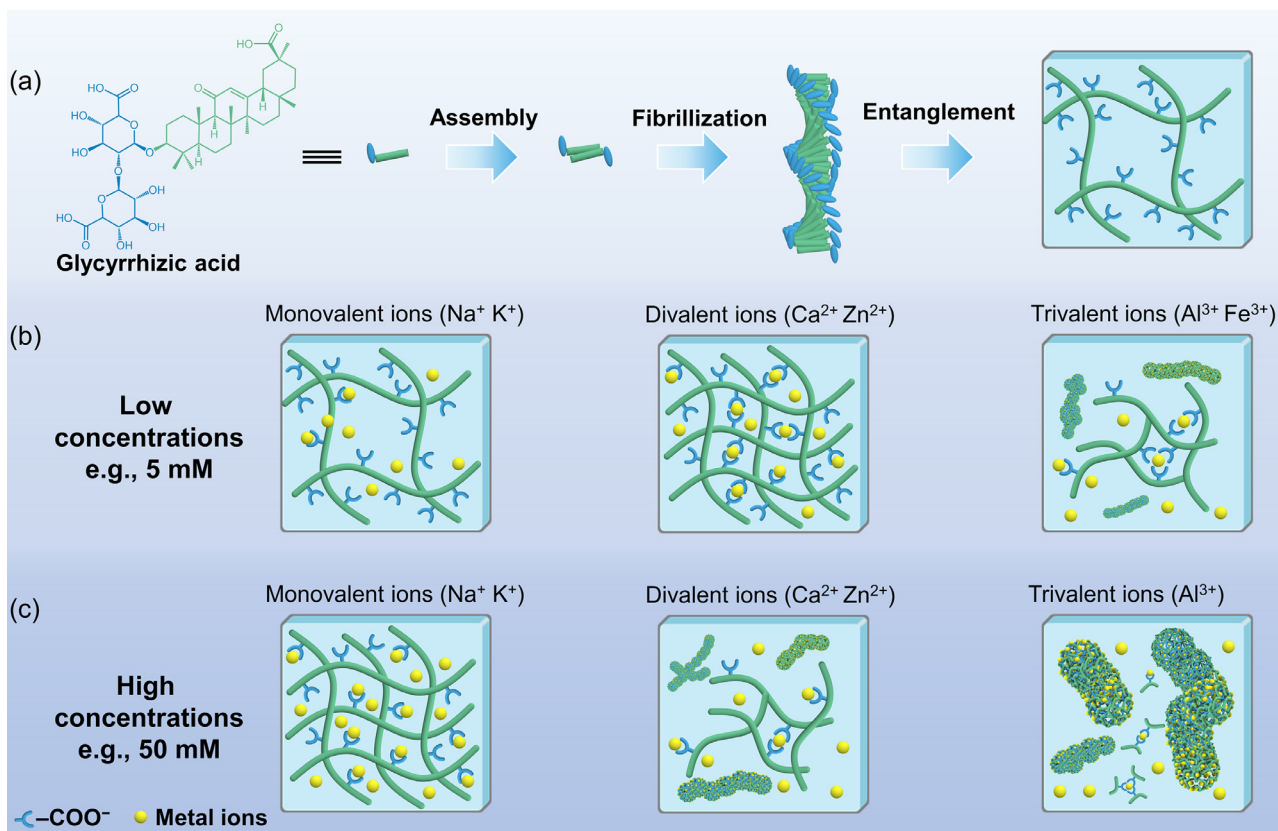 (a)
O
HO
O
H
H
H
O
HO
O
HO
HO
O
O
O
OH
O
HO
O
OH
OH
OH
Glycyrrhizic acid
Assembly
Fibrillization
Entanglement
(b)
Monovalent ions (Na⁺ K⁺)
Divalent ions (Ca²⁺ Zn²⁺)
Trivalent ions (Al³⁺ Fe³⁺)
Low
concentrations
e.g., 5 mM
(c)
Monovalent ions (Na⁺ K⁺)
Divalent ions (Ca²⁺ Zn²⁺)
Trivalent ions (Al³⁺)
High
concentrations
e.g., 50 mM
–COO⁻
Metal ions